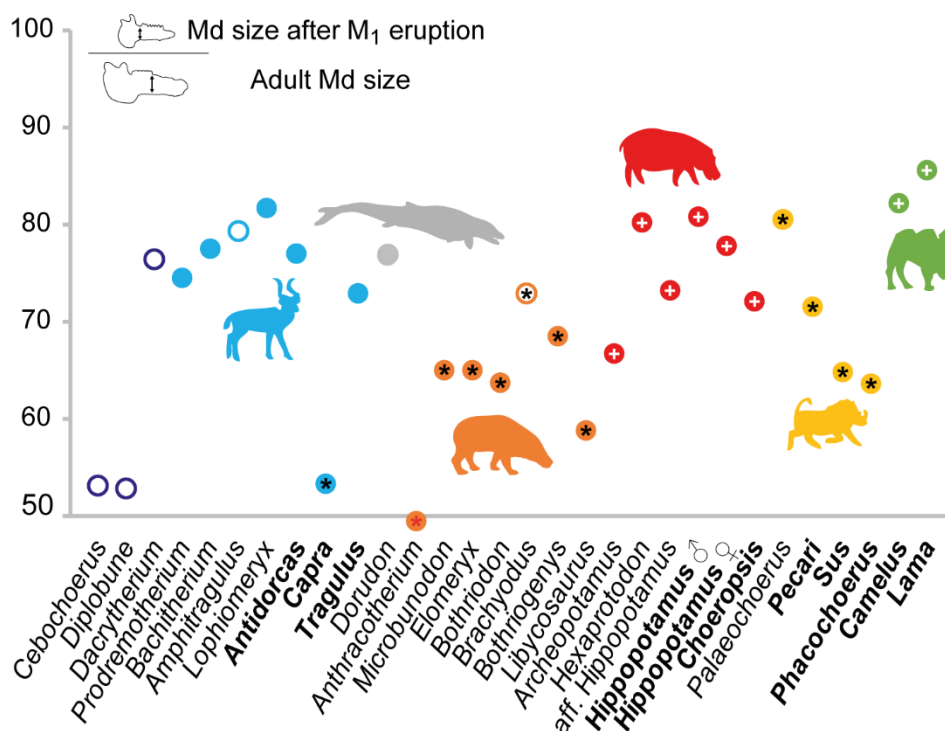 100
90
80
70
60
50
Md size after M₁ eruption
Adult Md size
Cebochoerus
Diplobune
Dacrytherium
Prodremotherium
Bachitherium
Amphitragulus
Lophiomeryx
Antidorcas
Capra
Tragulus
Dorudon
Anthracotherium
Microbunodon
Elomeryx
Bothriodon
Brachyodus
Bothriogenys
Libycosaurus
Archeopotamus
Hexaprotodon
aff. Hippopotamus
Hippopotamus ♂
Hippopotamus ♀
Choeropsis
Palaeochoerus
Pecari
Sus
Phacochoerus
Camelus
Lama